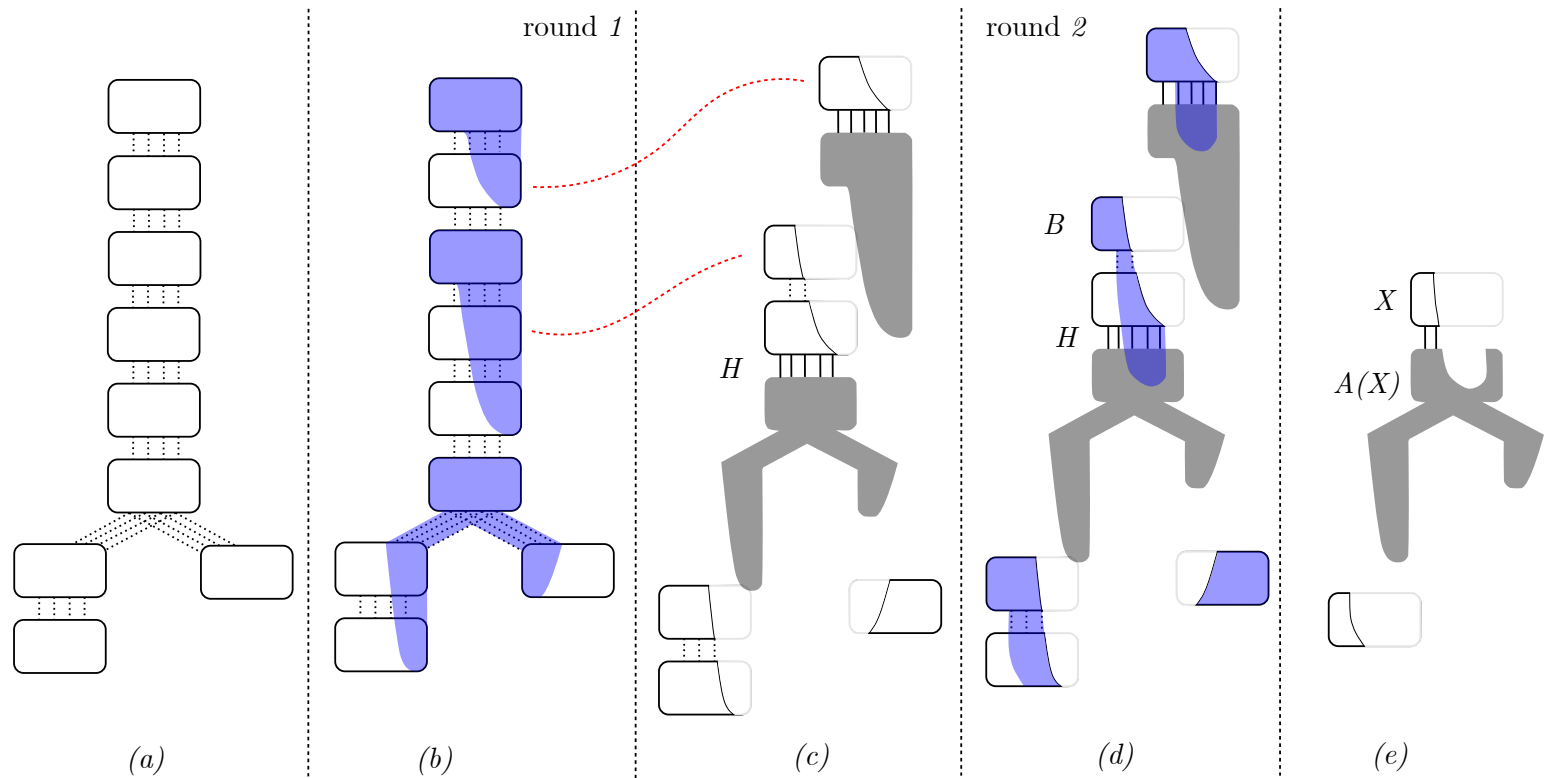 round 1
round 2
B
H
H
X
A(X)
(a)
(b)
(c)
(d)
(e)